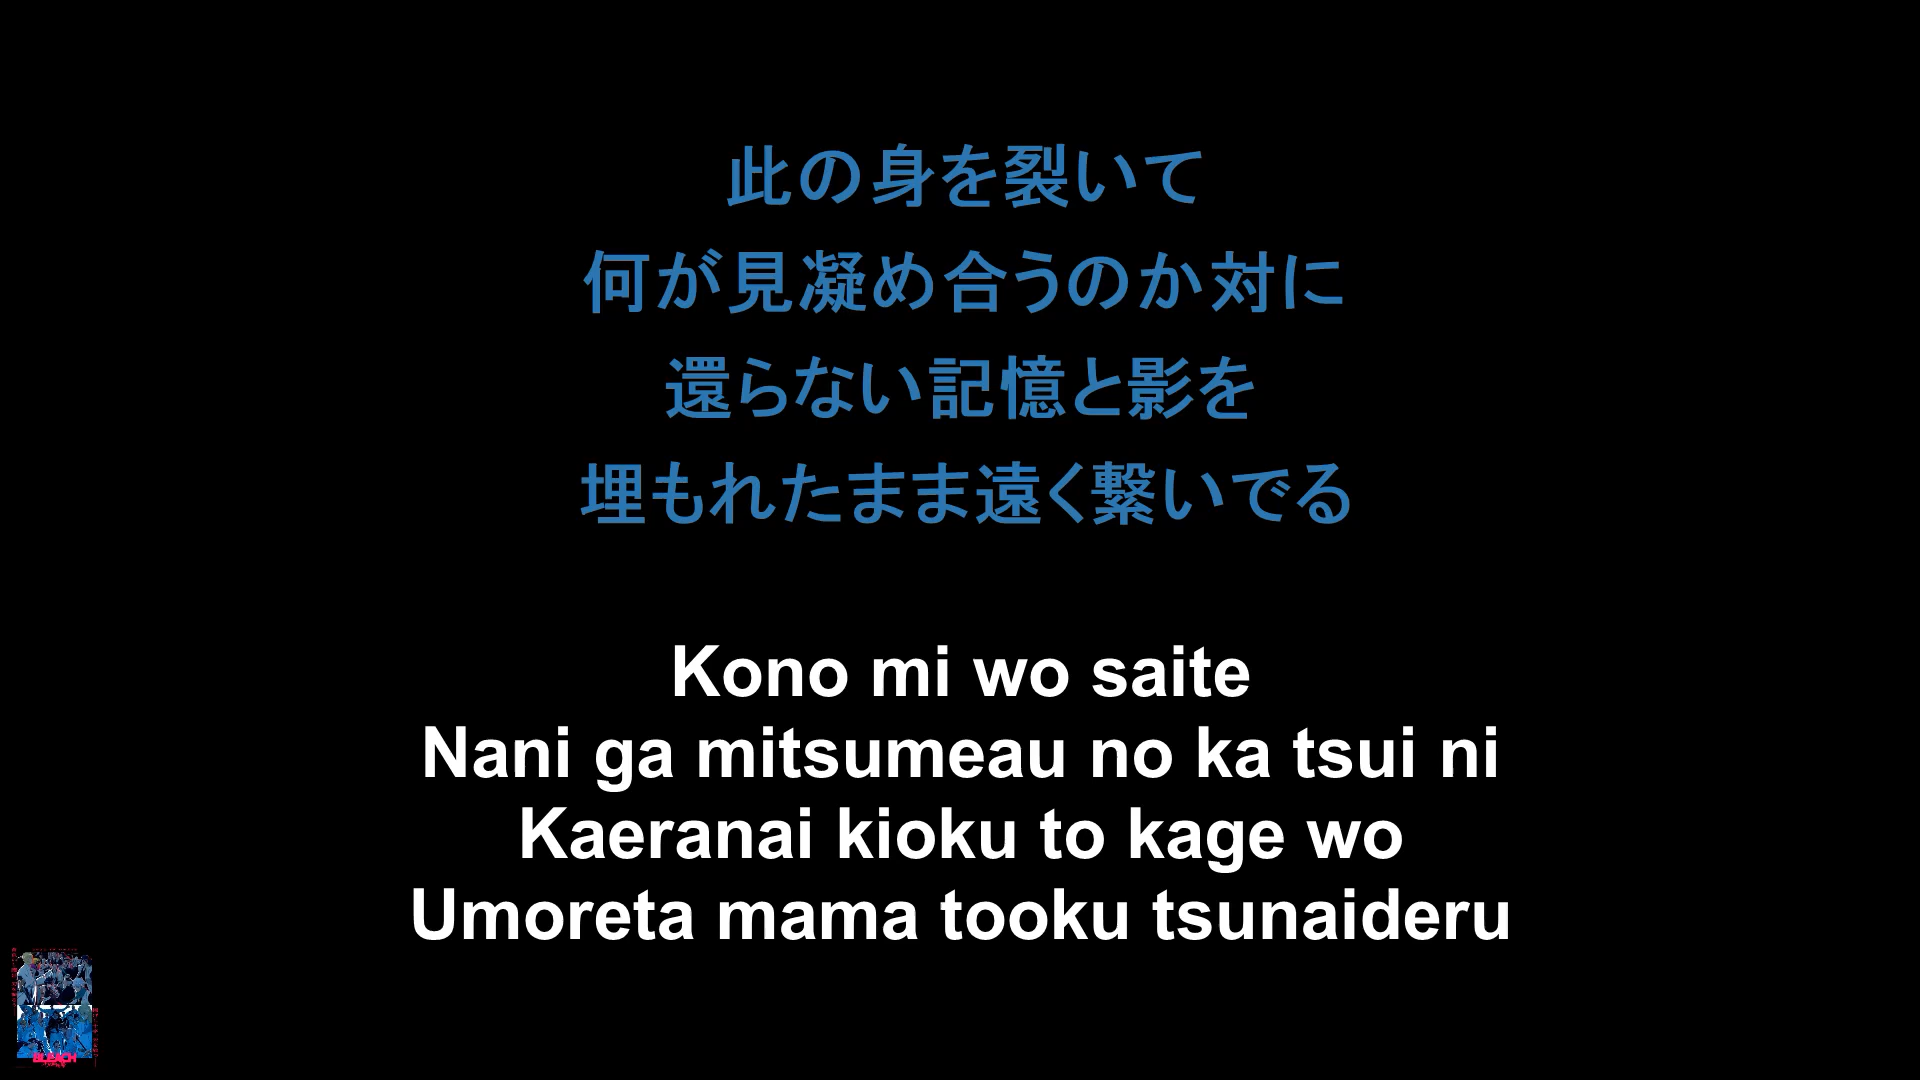 此の身を裂いて
何が見凝め合うのか対に
還らない記憶と影を
埋もれたまま遠く繋いでる
Kono mi wo saite
Nani ga mitsumeau no ka tsui ni
Kaeranai kioku to kage wo
Umoreta mama tooku tsunaideru
BLEACH